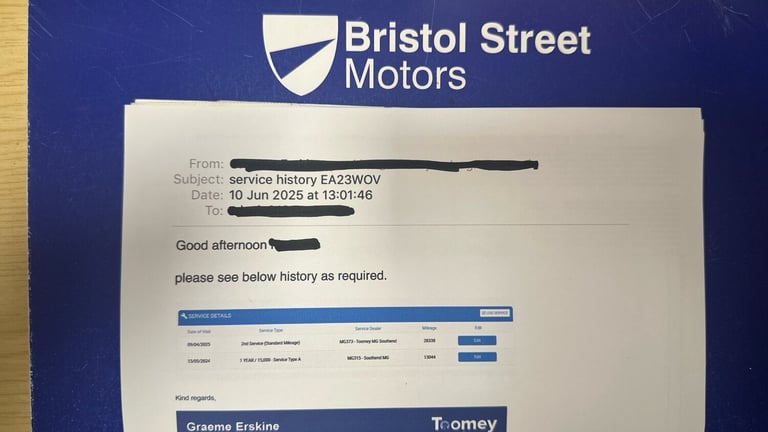 Bristol Street
Motors
From:
Subject: service history EA23WOV
Date: 10 Jun 2025 at 13:01:46
To:
Good afternoon
please see below history as required.
SERVICE DETAILS
Date of Visit Service Type Service Dealer Mileage Edit
09/04/2025 2nd Service (Standard Mileage) MG373 - Toomey MG Southend Edit
13/05/2024 1 YEAR / 15,000 - Service Type A MG315 - Southend MG 13044 Edit
Kind regards,
Graeme Erskine Toomey